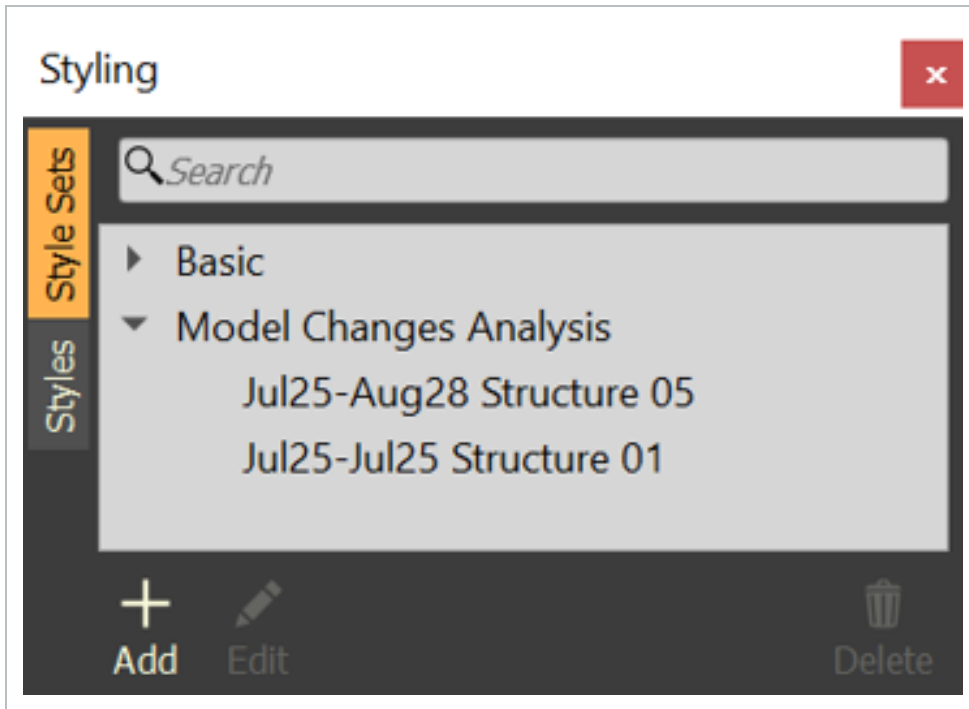 Styling
x
Style Sets
Search
Basic
Model Changes Analysis
Jul25-Aug28 Structure 05
Jul25-Jul25 Structure 01
Styles
Add Edit Delete